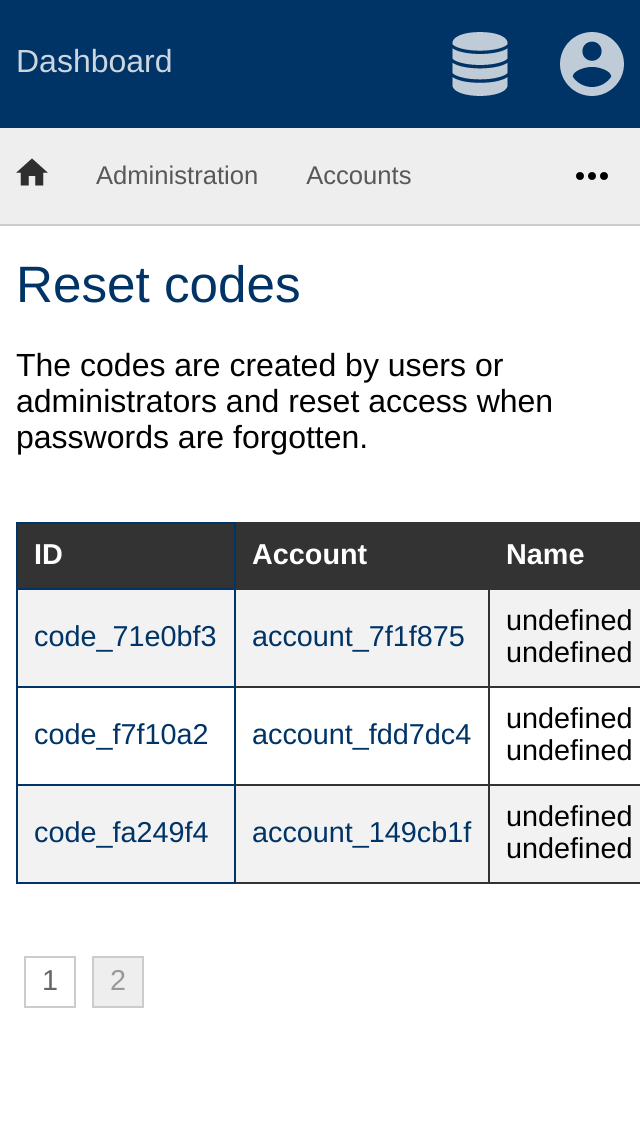 Dashboard
Administration Accounts
Reset codes
The codes are created by users or
administrators and reset access when
passwords are forgotten.
ID Account Name
code_71e0bf3 account_7f1f875 undefined undefined
code_f7f10a2 account_fdd7dc4 undefined undefined
code_fa249f4 account_149cb1f undefined undefined
1 2